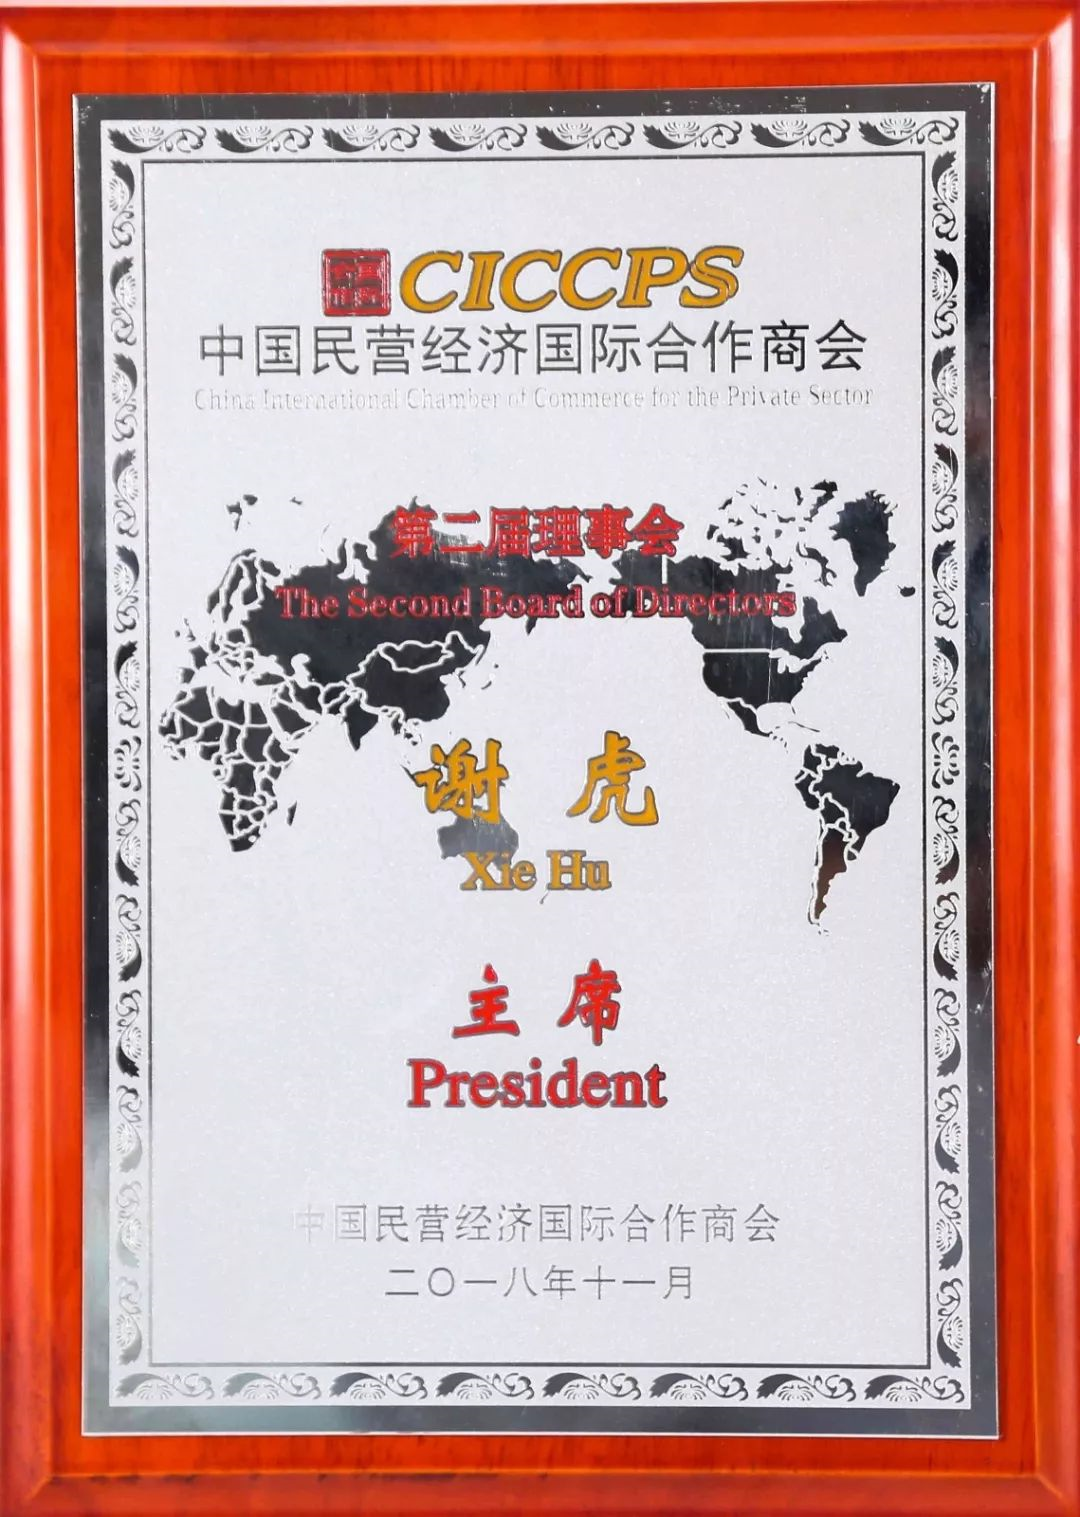 CICCPS
中国民营经济国际合作商会
China International Chamber of Commerce for the Private Sector
第二届理事会
The Second Board of Directors
谢虎
Xie Hu
主席
President
中国民营经济国际合作商会
二〇一八年十一月